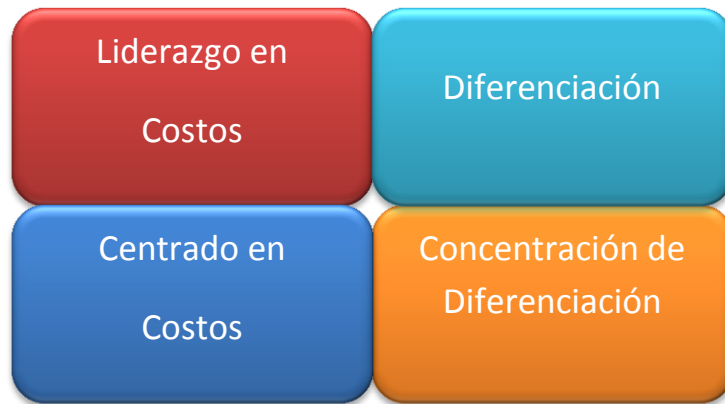 Liderazgo en
Costos
Diferenciación
Centrado en
Costos
Concentración de
Diferenciación